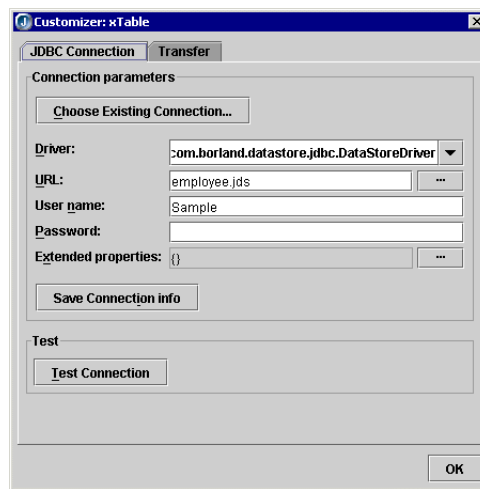 Customizer: xTable
JDBC Connection Transfer
Connection parameters
Choose Existing Connection...
Driver: com.borland.datastore.jdbc.DataStoreDriver
URL: employee.jds ...
User name: Sample
Password:
Extended properties: {} ...
Save Connection info
Test
Test Connection
OK